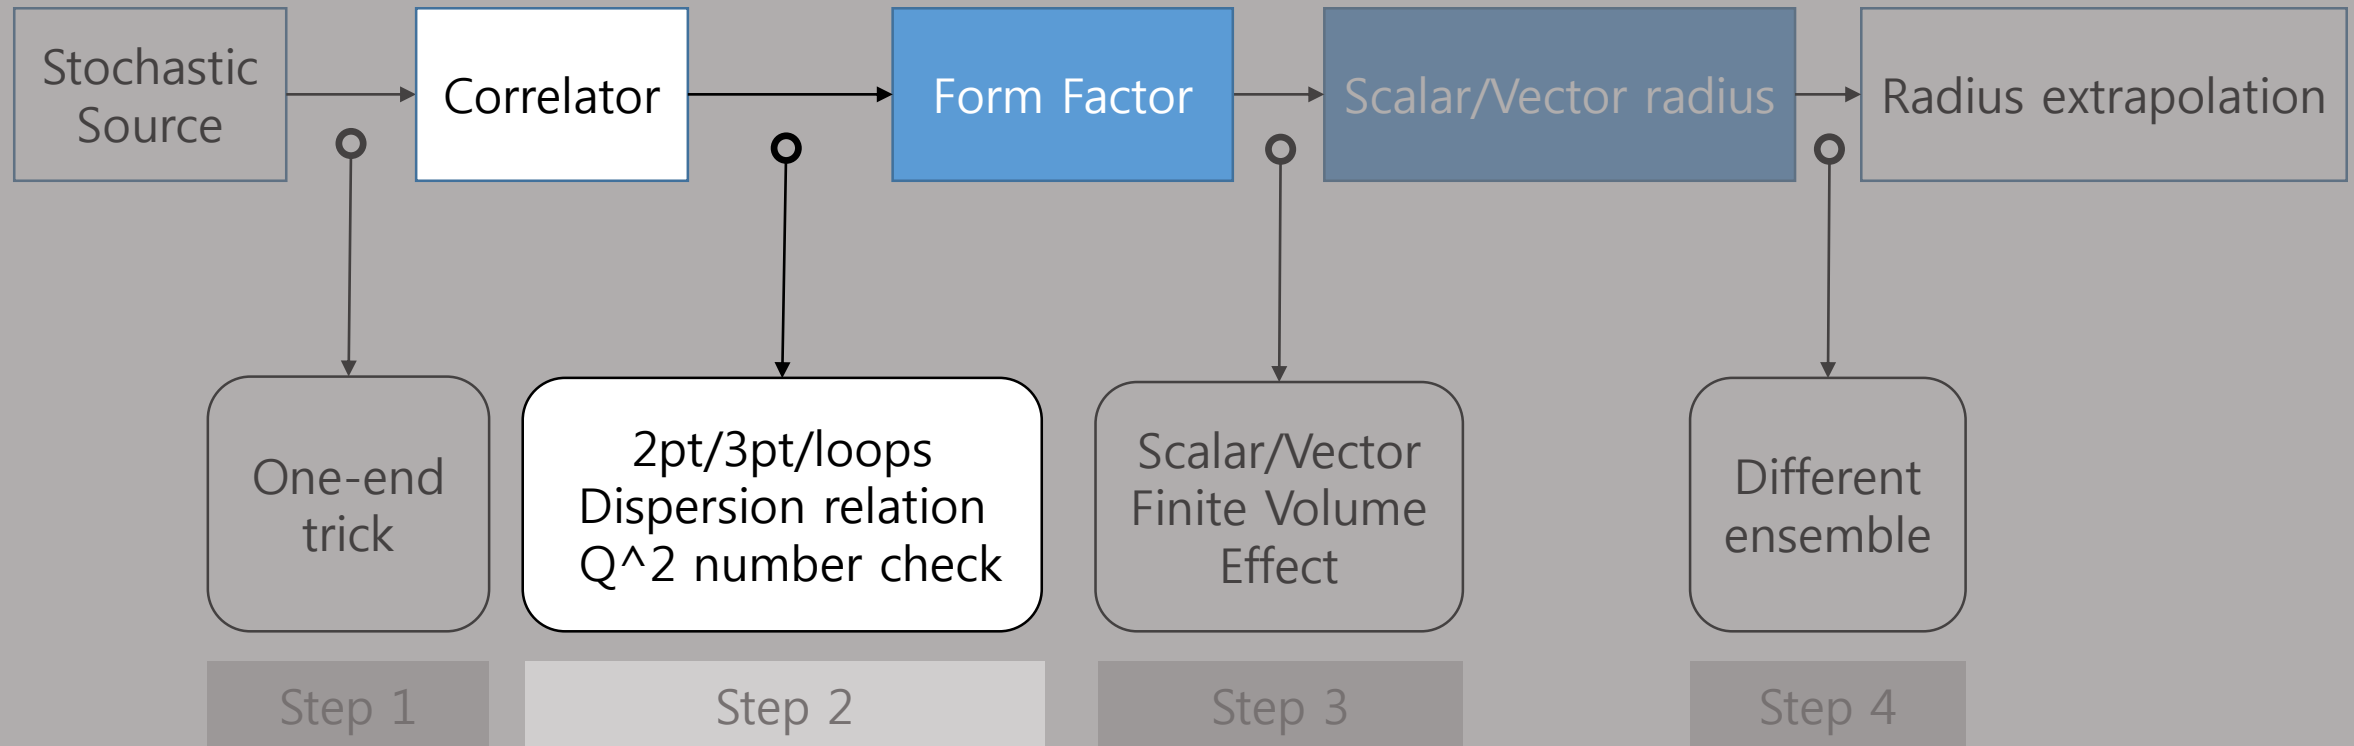 Stochastic
Source
Correlator
Form Factor
Scalar/Vector radius
Radius extrapolation
One-end
trick
2pt/3pt/loops
Dispersion relation
Q^2 number check
Scalar/Vector
Finite Volume
Effect
Different
ensemble
Step 1
Step 2
Step 3
Step 4